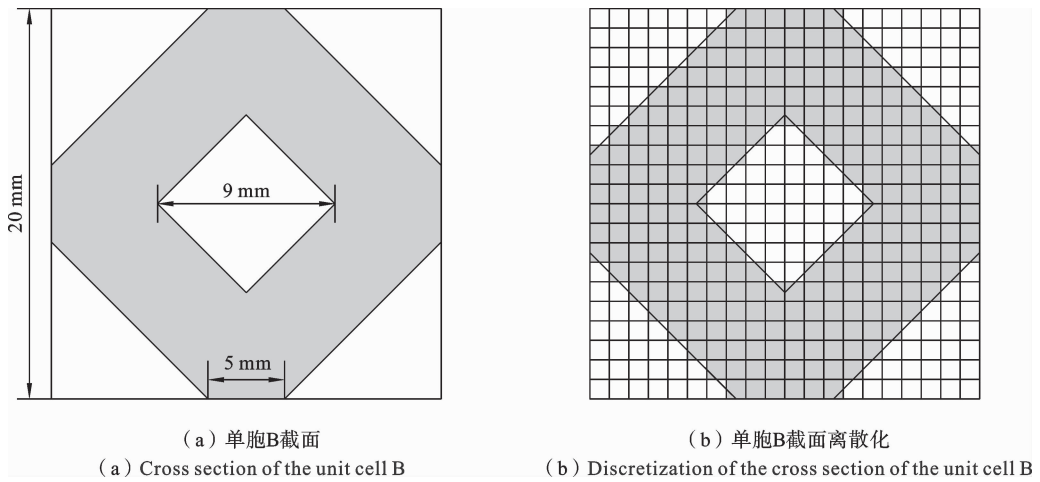 20 mm
9 mm
5 mm
（a）单胞B截面
（a）Cross section of the unit cell B
（b）单胞B截面离散化
（b）Discretization of the cross section of the unit cell B